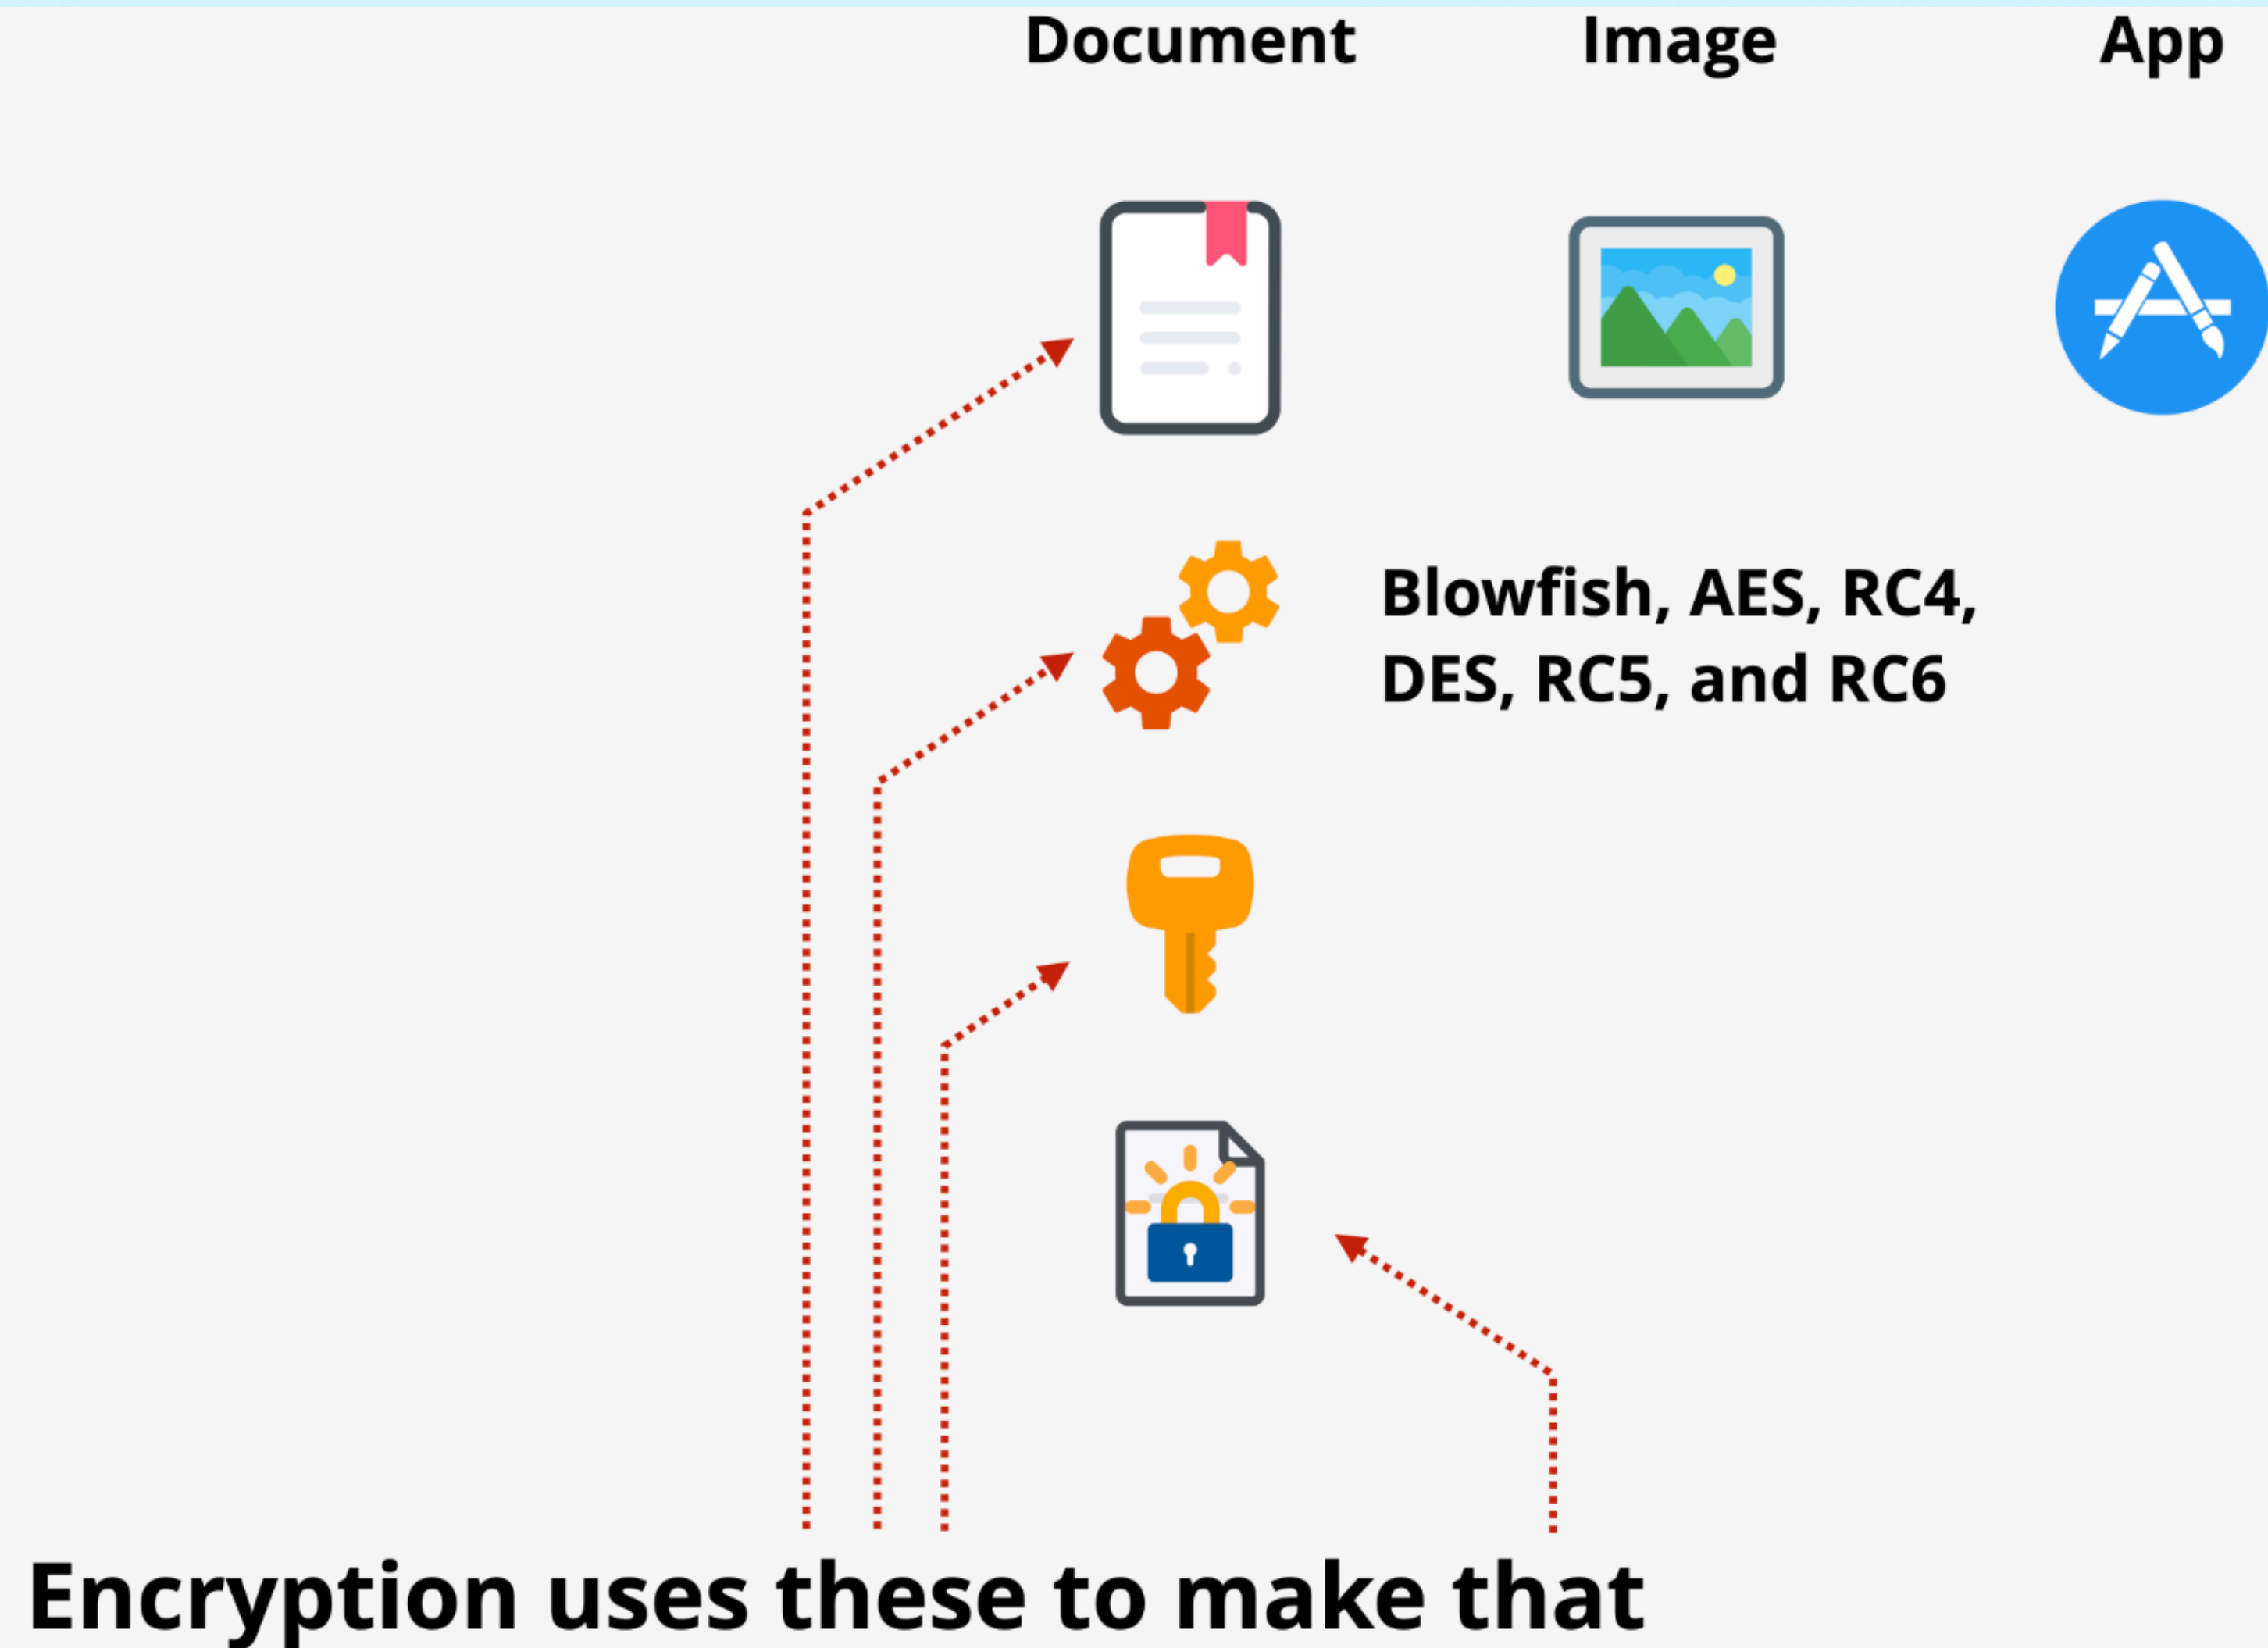 Document Image App
Blowfish, AES, RC4,
DES, RC5, and RC6
Encryption uses these to make that